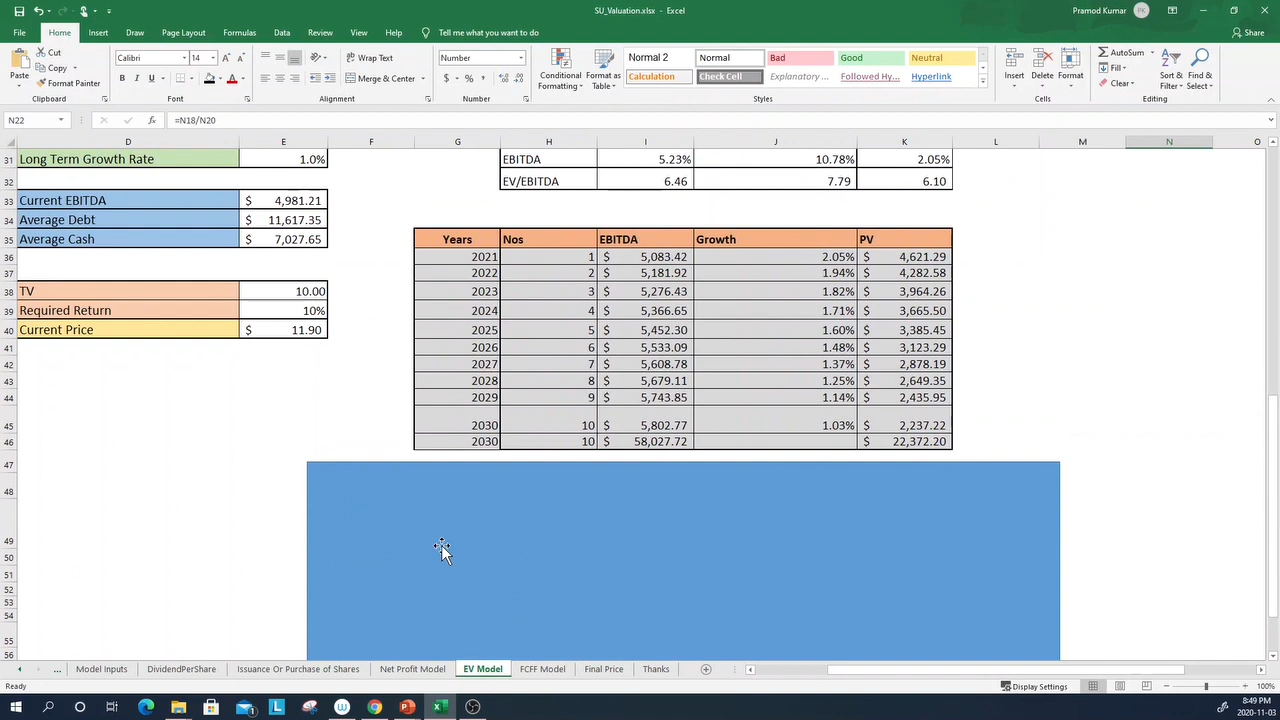 SU_Valuation.xlsx - Excel
Pramod Kumar PK
File Home Insert Draw Page Layout Formulas Data Review View Help Tell me what you want to do Share
Paste
Cut
Copy
Format Painter
Clipboard
Calibri 14
B I U
Font
Wrap Text
Merge & Center
Alignment
Number
$ % ,
Number
Conditional Formatting
Format as Table
Normal 2 Normal Bad Good Neutral
Calculation Check Cell Explanatory ... Followed Hy... Hyperlink
Styles
Insert Delete Format
Cells
AutoSum
Fill
Clear
Sort & Filter
Find & Select
Editing
N22 fx =N18/N20
D E F G H I J K L M N O
31 Long Term Growth Rate 1.0% EBITDA 5.23% 10.78% 2.05%
32 EV/EBITDA 6.46 7.79 6.10
33 Current EBITDA $ 4,981.21
34 Average Debt $ 11,617.35
35 Average Cash $ 7,027.65 Years Nos EBITDA Growth PV
36 2021 1 $ 5,083.42 2.05% $ 4,621.29
37 2022 2 $ 5,181.92 1.94% $ 4,282.58
38 TV 10.00 2023 3 $ 5,276.43 1.82% $ 3,964.26
39 Required Return 10% 2024 4 $ 5,366.65 1.71% $ 3,665.50
40 Current Price $ 11.90 2025 5 $ 5,452.30 1.60% $ 3,385.45
41 2026 6 $ 5,533.09 1.48% $ 3,123.29
42 2027 7 $ 5,608.78 1.37% $ 2,878.19
43 2028 8 $ 5,679.11 1.25% $ 2,649.35
44 2029 9 $ 5,743.85 1.14% $ 2,435.95
45 2030 10 $ 5,802.77 1.03% $ 2,237.22
46 2030 10 $ 58,027.72 $ 22,372.20
47
48
49
50
51
52
53
54
55
56
... Model Inputs DividendPerShare Issuance Or Purchase of Shares Net Profit Model EV Model FCFF Model Final Price Thanks
Ready Display Settings 100%
8:49 PM
2020-11-03